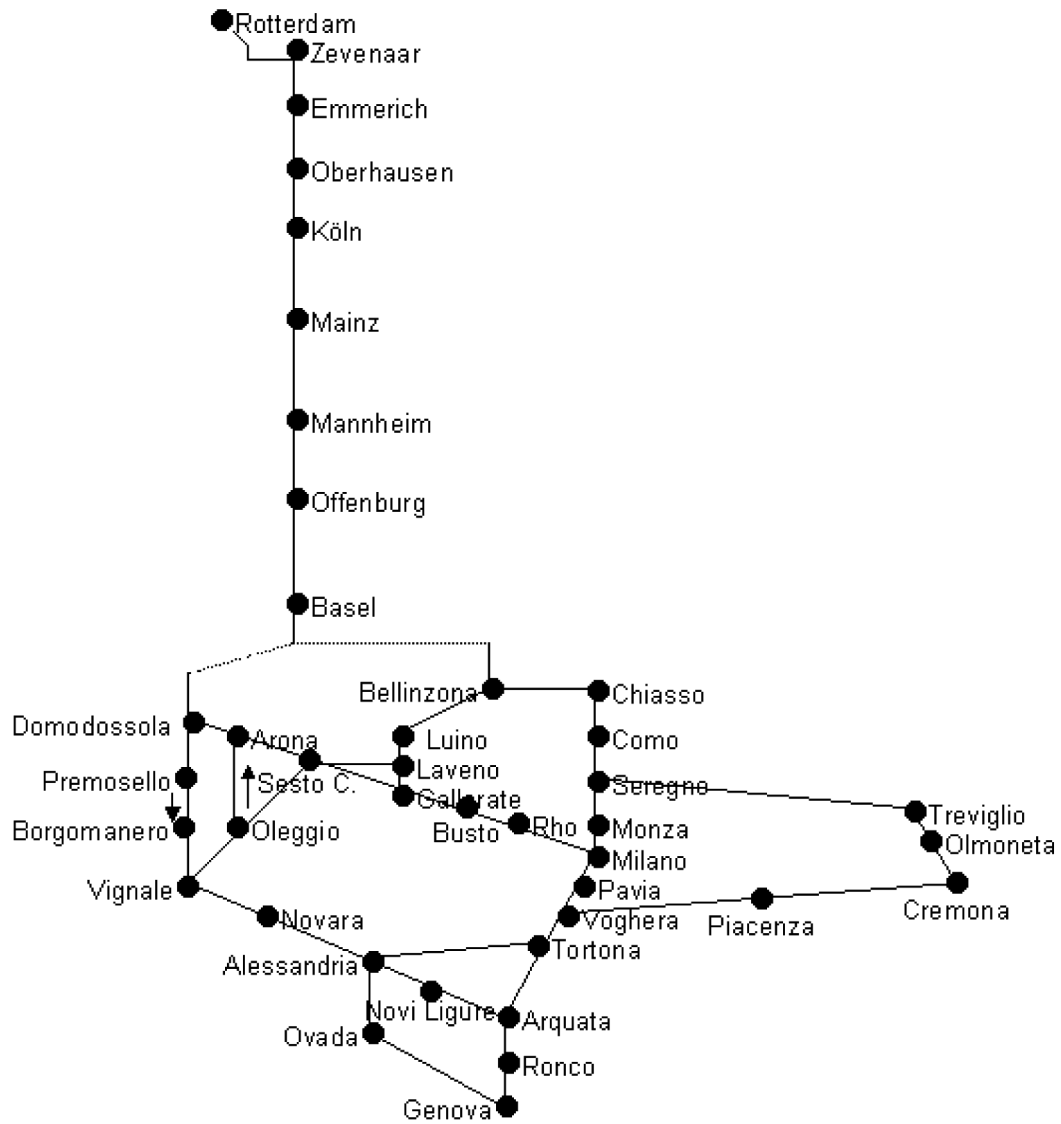 Rotterdam
Zevenaar
Emmerich
Oberhausen
Köln
Mainz
Mannheim
Offenburg
Basel
Bellinzona
Chiasso
Domodossola
Arona
Luino
Como
Premosello
Sesto C.
Laveno
Seregno
Gallerate
Treviglio
Borgomanero
Oleggio
Busto
Rho
Monza
Olmoneta
Milano
Vignale
Pavia
Cremona
Novara
Voghera
Piacenza
Alessandria
Tortona
Novi Ligure
Arquata
Ovada
Ronco
Genova